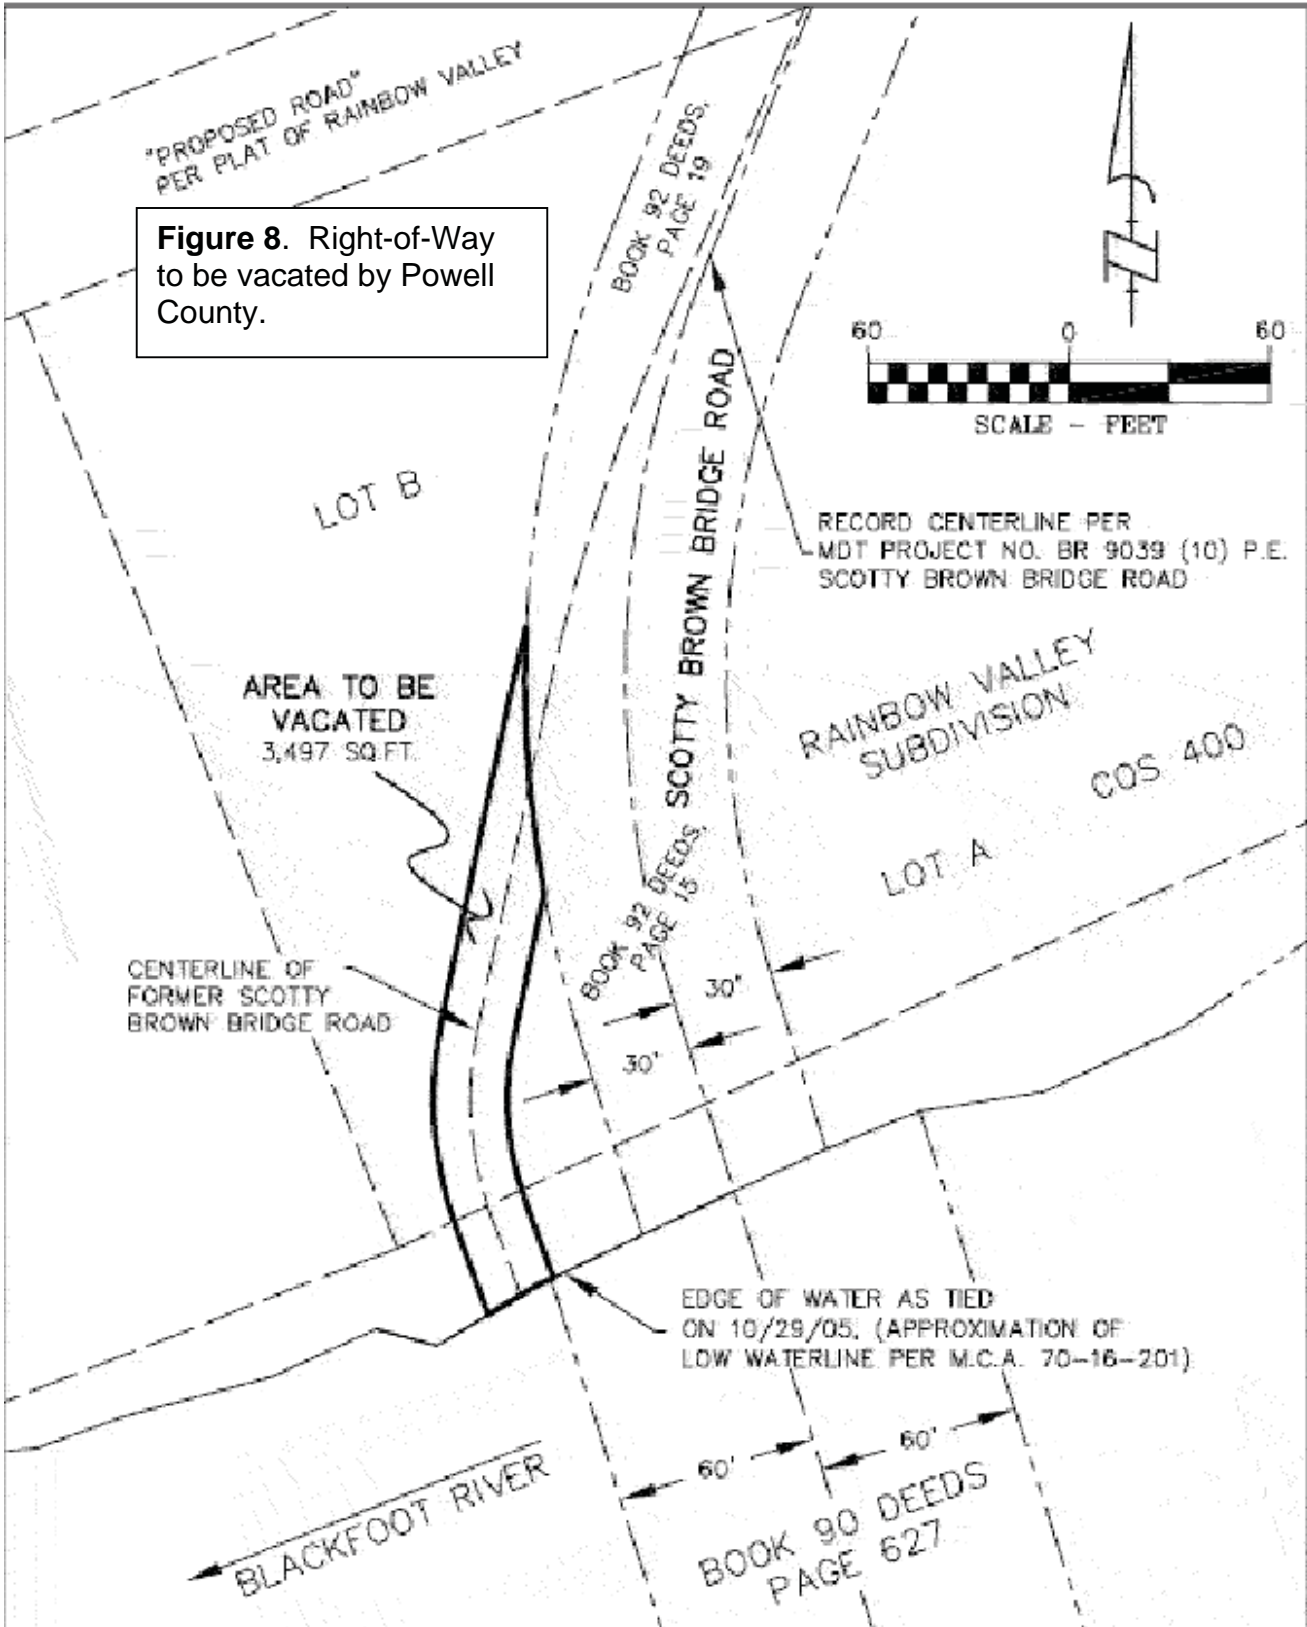 "PROPOSED ROAD"
PER PLAT OF RAINBOW VALLEY
Figure 8. Right-of-Way
to be vacated by Powell
County.
BOOK 92 DEEDS,
PAGE 19
N
60 0 60
SCALE - FEET
LOT B
SCOTTY BROWN BRIDGE ROAD
RECORD CENTERLINE PER
MDT PROJECT NO. BR 9039 (10) P.E.
SCOTTY BROWN BRIDGE ROAD
AREA TO BE
VACATED
3,497 SQ.FT.
RAINBOW VALLEY
SUBDIVISION
COS 400
LOT A
BOOK 92 DEEDS,
PAGE 15
CENTERLINE OF
FORMER SCOTTY
BROWN BRIDGE ROAD
30'
30'
EDGE OF WATER AS TIED
ON 10/29/05, (APPROXIMATION OF
LOW WATERLINE PER M.C.A. 70-16-201)
60'
60'
BLACKFOOT RIVER
BOOK 90 DEEDS
PAGE 627